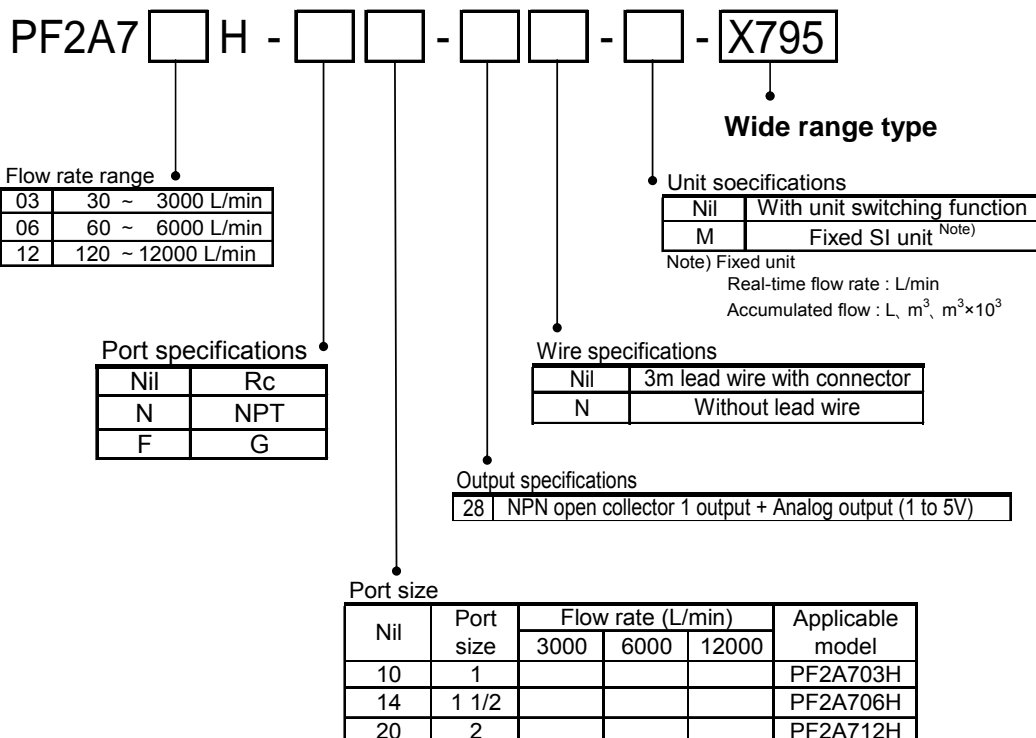 PF2A7 H - - - - X795
Wide range type
Flow rate range
03 30 ~ 3000 L/min
06 60 ~ 6000 L/min
12 120 ~ 12000 L/min
Unit soecifications
Nil With unit switching function
M Fixed SI unit Note)
Note) Fixed unit
Real-time flow rate : L/min
Accumulated flow : L、m³、m³×10³
Port specifications
Nil Rc
N NPT
F G
Wire specifications
Nil 3m lead wire with connector
N Without lead wire
Output specifications
28 NPN open collector 1 output + Analog output (1 to 5V)
Port size
Nil Port size Flow rate (L/min) Applicable model
3000 6000 12000
10 1 PF2A703H
14 1 1/2 PF2A706H
20 2 PF2A712H